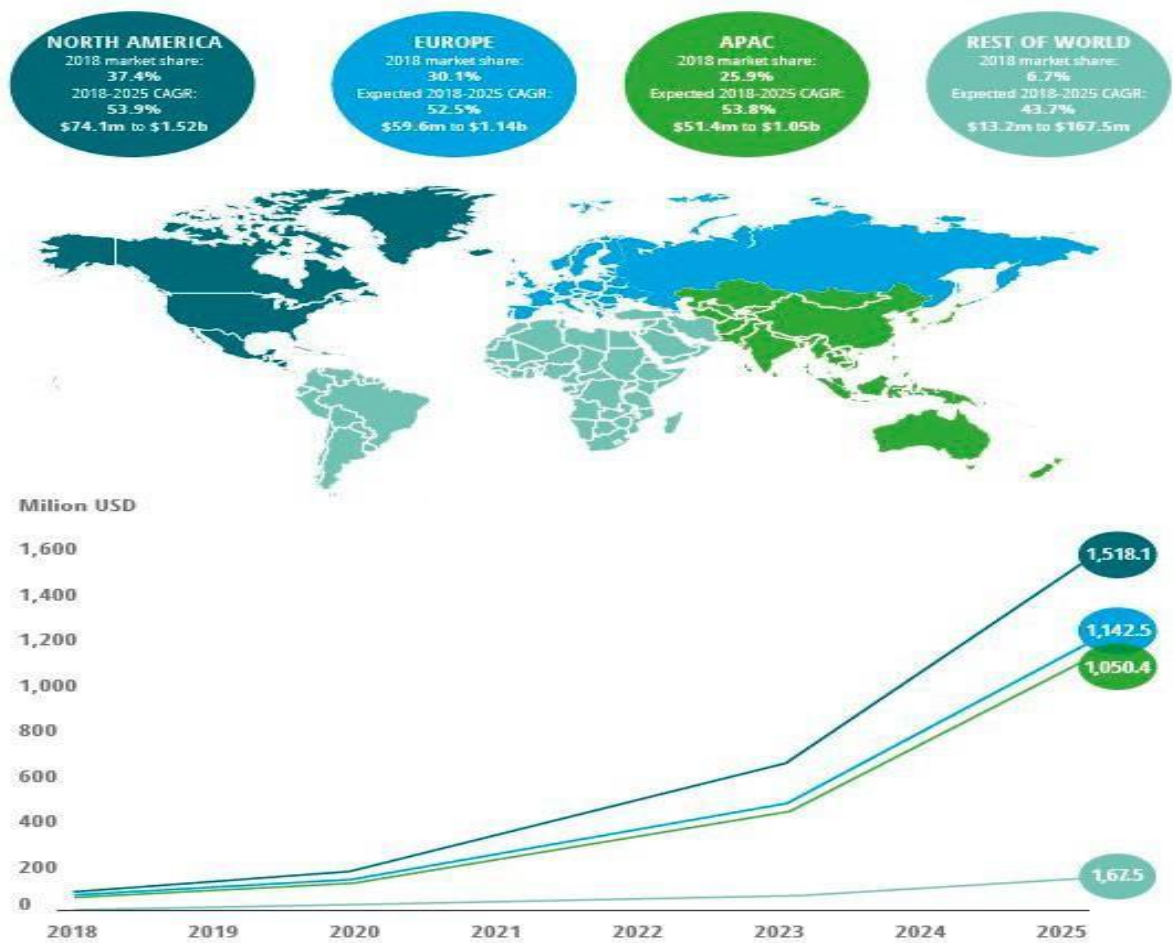 NORTH AMERICA
2018 market share:
37.4%
2018-2025 CAGR:
53.9%
$74.1m to $1.52b
EUROPE
2018 market share:
30.1%
Expected 2018-2025 CAGR:
52.5%
$59.6m to $1.14b
APAC
2018 market share:
25.9%
Expected 2018-2025 CAGR:
53.8%
$51.4m to $1.05b
REST OF WORLD
2018 market share:
6.7%
Expected 2018-2025 CAGR:
43.7%
$13.2m to $167.5m
Milion USD
1,600
1,400
1,200
1,000
800
600
400
200
0
1,518.1
1,142.5
1,050.4
1,67.5
2018 2019 2020 2021 2022 2023 2024 2025